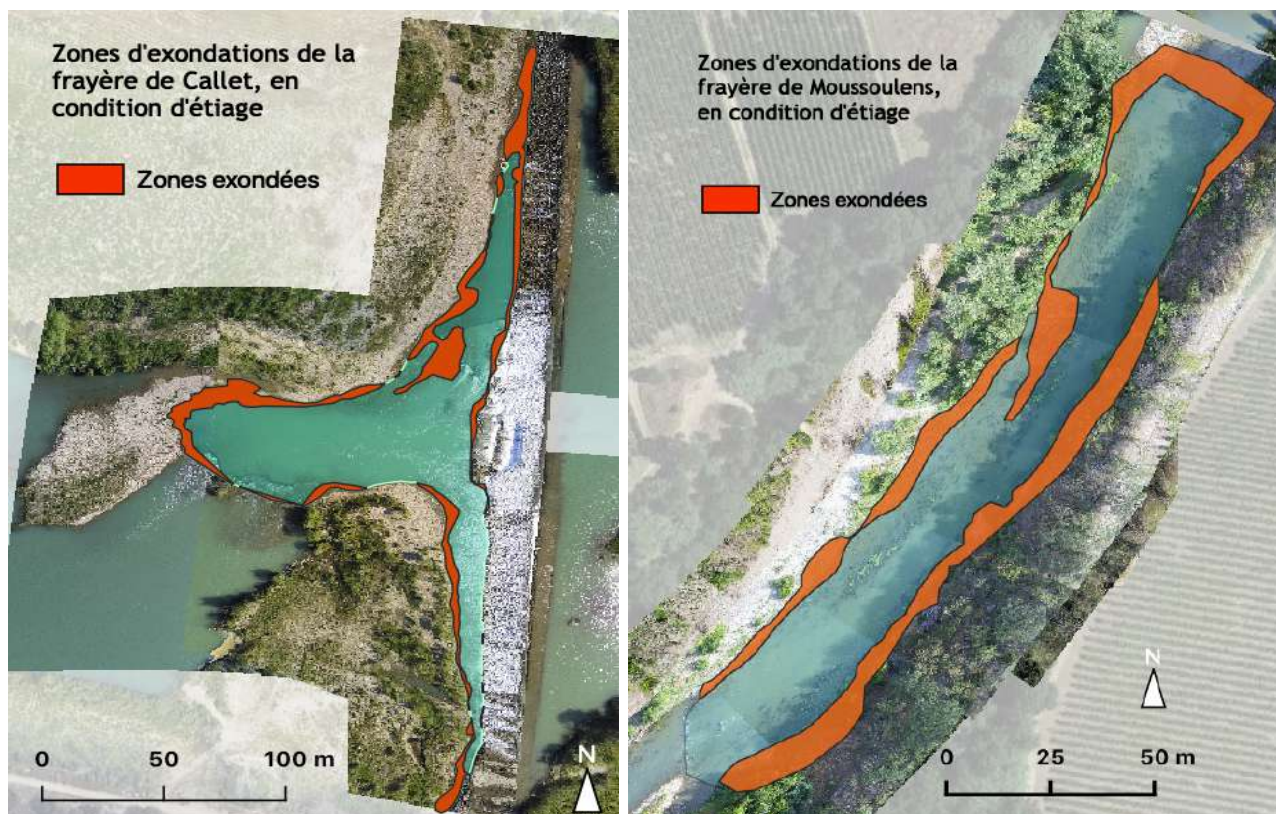 Zones d'exondations de la
frayère de Callet, en
condition d'étiage
Zones exondées
0 50 100 m
N
Zones d'exondations de la
frayère de Moussoulens,
en condition d'étiage
Zones exondées
N
0 25 50 m